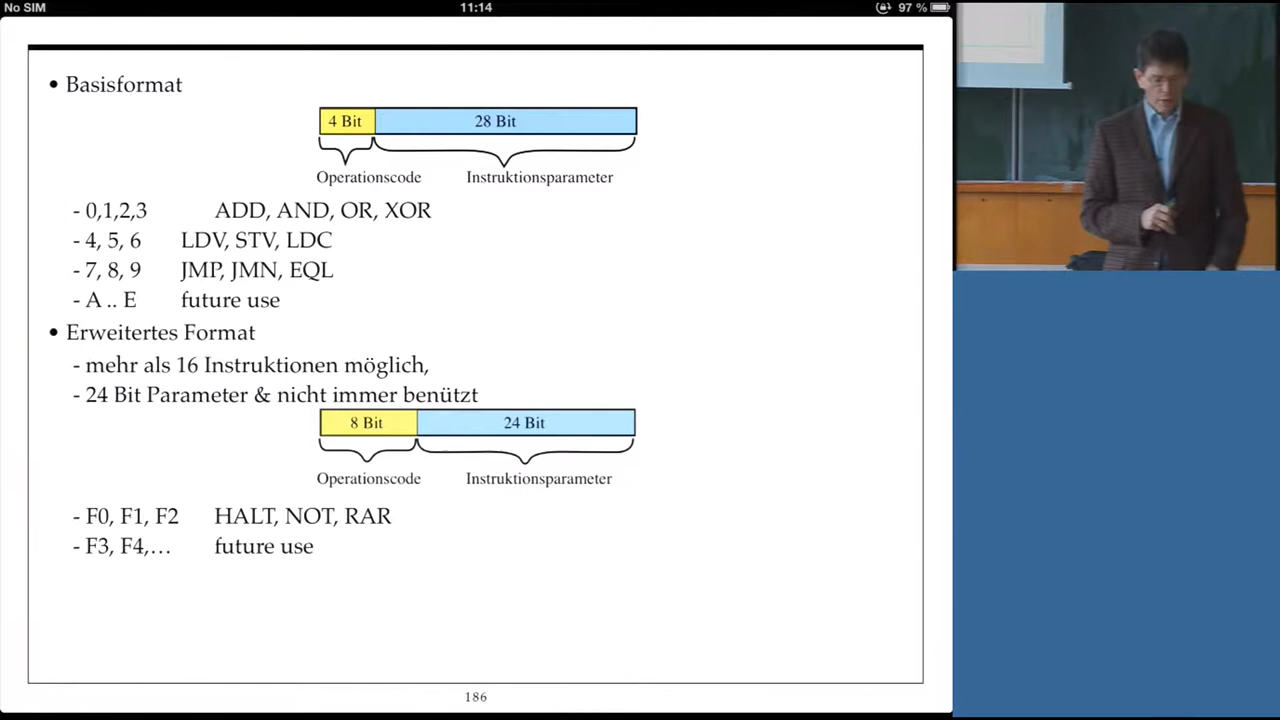 No SIM 11:14 97 %
• Basisformat
4 Bit 28 Bit
Operationscode Instruktionsparameter
- 0,1,2,3 ADD, AND, OR, XOR
- 4, 5, 6 LDV, STV, LDC
- 7, 8, 9 JMP, JMN, EQL
- A .. E future use
• Erweitertes Format
- mehr als 16 Instruktionen möglich,
- 24 Bit Parameter & nicht immer benützt
8 Bit 24 Bit
Operationscode Instruktionsparameter
- F0, F1, F2 HALT, NOT, RAR
- F3, F4,… future use
186